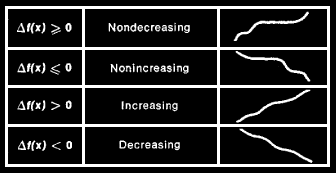 Δf(x) ⩾ 0 Nondecreasing
Δf(x) ⩽ 0 Nonincreasing
Δf(x) > 0 Increasing
Δf(x) < 0 Decreasing